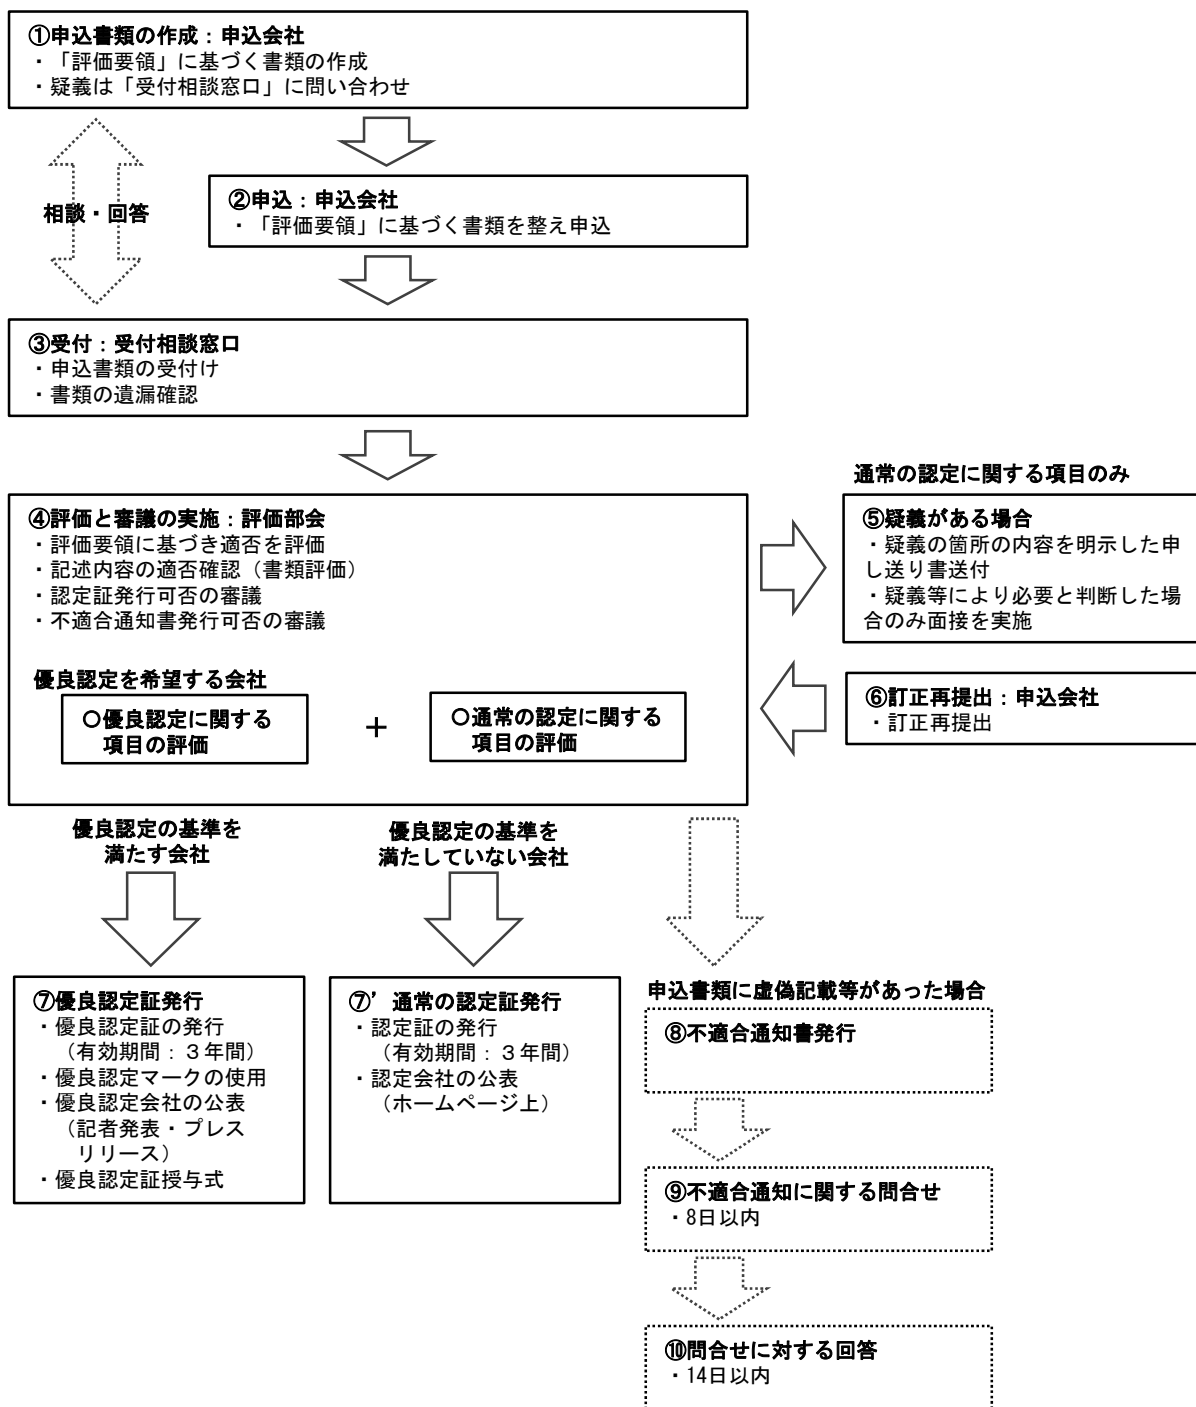 ①申込書類の作成：申込会社
・「評価要領」に基づく書類の作成
・疑義は「受付相談窓口」に問い合わせ
相談・回答
②申込：申込会社
・「評価要領」に基づく書類を整え申込
③受付：受付相談窓口
・申込書類の受付け
・書類の遺漏確認
④評価と審議の実施：評価部会
・評価要領に基づき適否を評価
・記述内容の適否確認（書類評価）
・認定証発行可否の審議
・不適合通知書発行可否の審議
優良認定を希望する会社
〇優良認定に関する
項目の評価
＋
〇通常の認定に関する
項目の評価
通常の認定に関する項目のみ
⑤疑義がある場合
・疑義の箇所の内容を明示した申
し送り書送付
・疑義等により必要と判断した場
合のみ面接を実施
⑥訂正再提出：申込会社
・訂正再提出
優良認定の基準を
満たす会社
優良認定の基準を
満たしていない会社
⑦優良認定証発行
・優良認定証の発行
（有効期間：３年間）
・優良認定マークの使用
・優良認定会社の公表
（記者発表・プレス
リリース）
・優良認定証授与式
⑦’通常の認定証発行
・認定証の発行
（有効期間：３年間）
・認定会社の公表
（ホームページ上）
申込書類に虚偽記載等があった場合
⑧不適合通知書発行
⑨不適合通知に関する問合せ
・8日以内
⑩問合せに対する回答
・14日以内